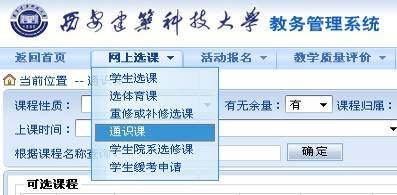 西安建筑科技大学 教务管理系统
返回首页 网上选课 活动报名 教学质量评价
当前位置 -- 通识
学生选课
选体育课
重修或补修选课
通识课
学生院系选修课
学生缓考申请
课程性质： 有无余量： 有 课程归属：
上课时间：
根据课程名称查询 确定
可选课程